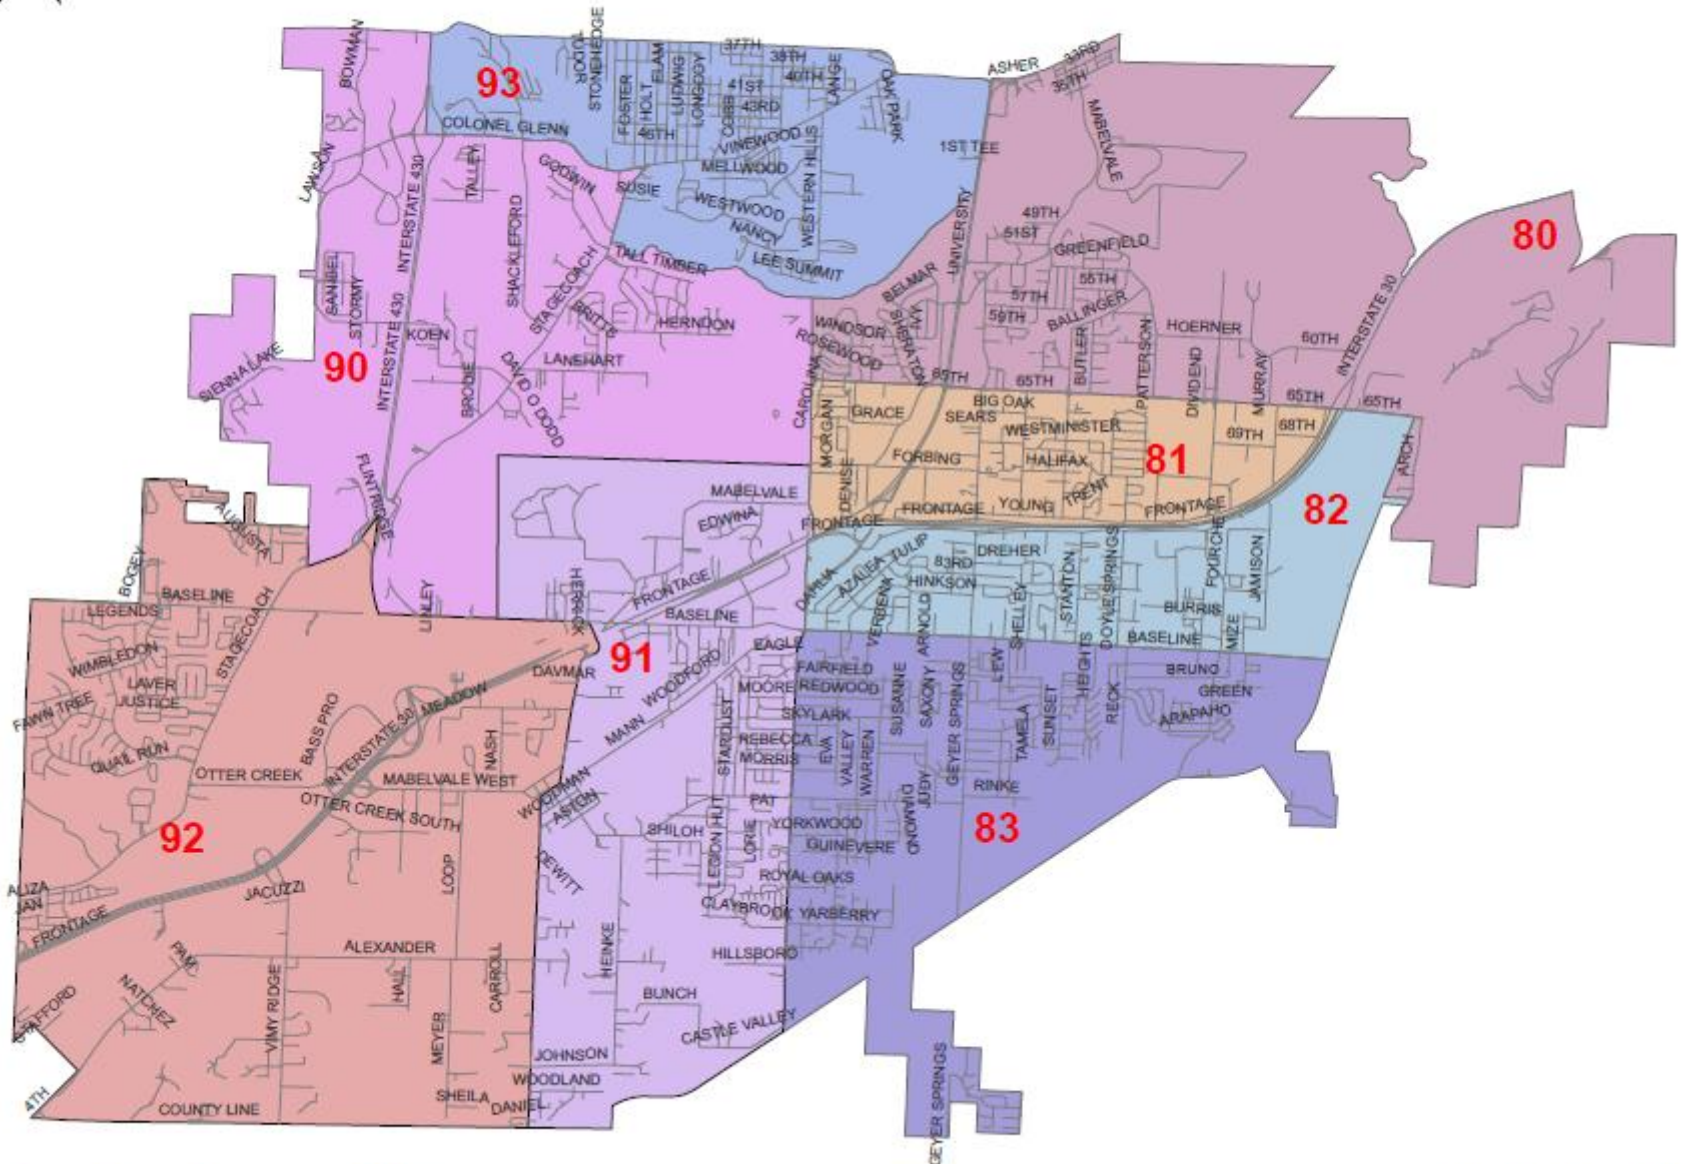 BOWMAN
93
TUDOR
STONEHEDGE
37TH
38TH
40TH
41ST
43RD
FOSTER
HOLT
ELAM
LUDWIG
LONGCOY
COBB
LANGE
OAK PARK
46TH
COLONEL GLENN
VINEWOOD
MELLWOOD
WESTERN HILLS
WESTWOOD
NANCY
LEE SUMMIT
SUSIE
GODWIN
ASHER
33RD
36TH
MABELVALE
1ST TEE
UNIVERSITY
49TH
51ST
GREENFIELD
55TH
57TH
59TH
BALLINGER
BELMAR
80
INTERSTATE 30
LAWSON
INTERSTATE 430
TALLEY
SHACKLEFORD
TALL TIMBER
STAGECOACH
SANIBEL
STORMY
INTERSTATE 430
KOEN
BRITTS
HERNDON
LANEHART
BRODIE
DAVID O DODD
90
SIENNA LAKE
FLINTRIDGE
WINDSOR
ROSEWOOD
SHERATON
CAROLINA
65TH
65TH
BUTLER
PATTERSON
HOERNER
DIVIDEND
MURRAY
60TH
65TH
65TH
ARCH
MORGAN
GRACE
SEARS
BIG OAK
WESTMINISTER
81
69TH
68TH
FORBING
HALIFAX
DENISE
TRENT
YOUNG
FRONTAGE
FRONTAGE
FRONTAGE
82
MABELVALE
EDWINA
FRONTAGE
BASELINE
HERRICK
DAHLIA
AZALEA
TULIP
DREHER
83RD
HINKSON
VERBENA
ARNOLD
SHELLEY
STANTON
DOYLE SPRINGS
FOURCHE
JAMISON
BURRIS
BASELINE
MIZE
AUGUSTA
BOGEY
BASELINE
LEGENDS
WIMBLEDON
LAVER
JUSTICE
FAWN TREE
QUAIL RUN
STAGECOACH
LINLEY
BASS PRO
INTERSTATE 30
MEADOW
NASH
OTTER CREEK
MABELVALE WEST
OTTER CREEK SOUTH
92
ALIZA
JAN
FRONTAGE
JACUZZI
LOOP
ALEXANDER
PAM
NATCHEZ
VIMY RIDGE
HALL
CARROLL
MEYER
STAFFORD
4TH
COUNTY LINE
SHEILA
DANIEL
91
DAVMAR
EAGLE
WOODFORD
MANN
MOORE
STARDUST
SKYLARK
REBECCA
MORRIS
WOODMAN
ASTON
DEWITT
PAT
SHILOH
LEGION HUT
LORIE
CLAYBROOK
HEINKE
HILLSBORO
BUNCH
CASTLE VALLEY
JOHNSON
WOODLAND
FAIRFIELD
REDWOOD
SUSANNE
SAXONY
GEYER SPRINGS
LEW
TAMELA
SUNSET
HEIGHTS
RECK
BRUNO
GREEN
ARAPAHO
EVA
VALLEY
WARREN
JUDY
DIAMOND
RINKE
83
YORKWOOD
GUINEVERE
ROYAL OAKS
YARBERRY
GEYER SPRINGS